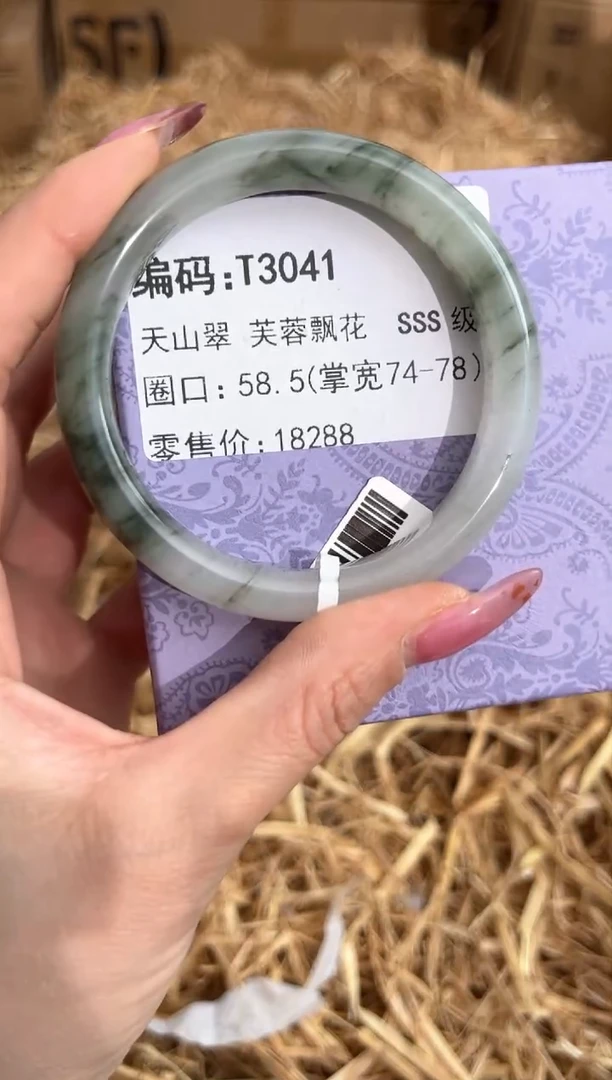 SF)
编码:T3041
天山翠 芙蓉飘花 SSS级
圈口: 58.5(掌宽74-78)
零售价:18288